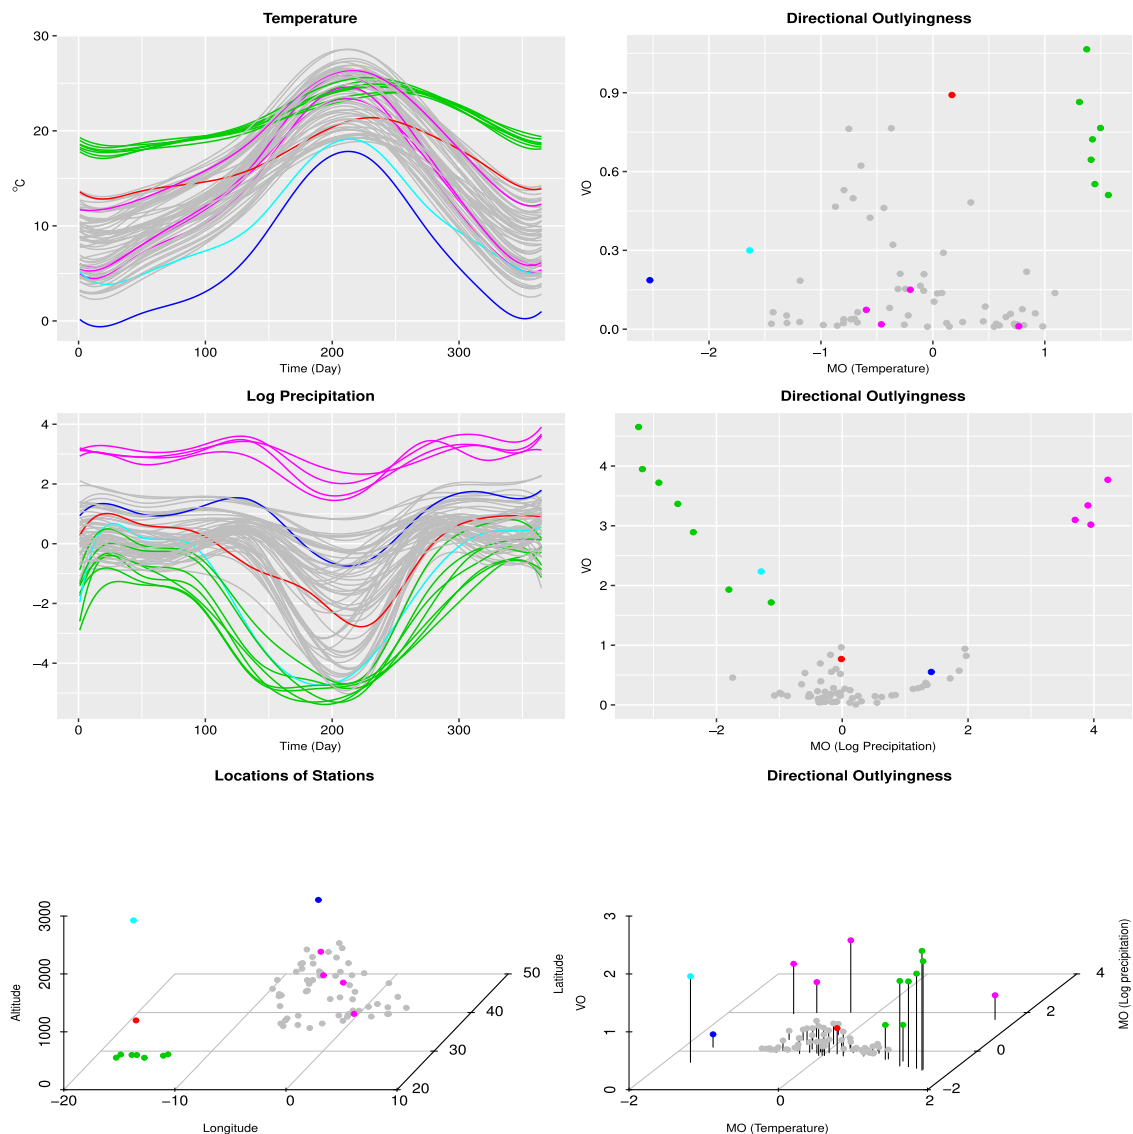 Temperature
Directional Outlyingness
30
20
10
0
°C
0 100 200 300
Time (Day)
0.9
0.6
0.3
0.0
VO
−2 −1 0 1
MO (Temperature)
Log Precipitation
Directional Outlyingness
4
2
0
−2
−4
0 100 200 300
Time (Day)
4
3
2
1
0
VO
−2 0 2 4
MO (Log Precipitation)
Locations of Stations
Directional Outlyingness
3000
2000
1000
0
Altitude
50
40
30
20
Latitude
−20 −10 0 10
Longitude
3
2
1
0
VO
4
2
0
−2
MO (Log precipitation)
−2 0 2
MO (Temperature)